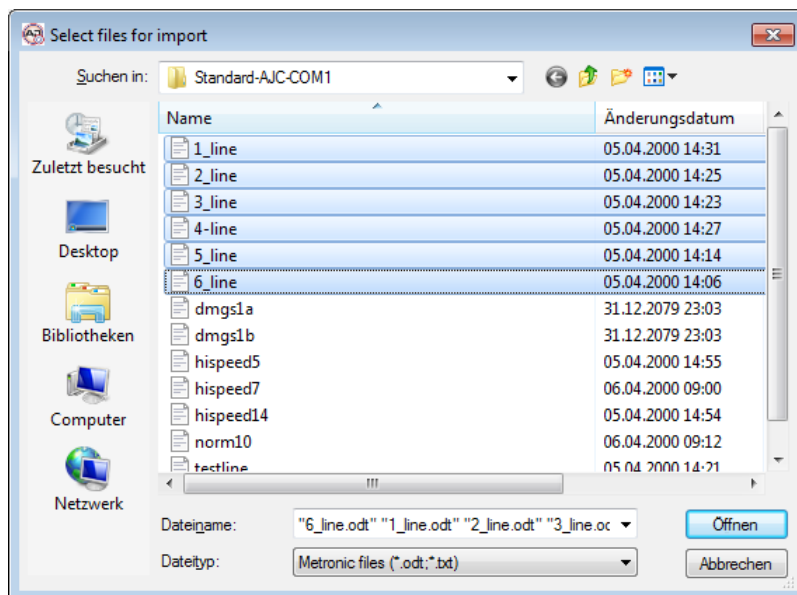 Select files for import
Suchen in: Standard-AJC-COM1
Name Änderungsdatum
1_line 05.04.2000 14:31
2_line 05.04.2000 14:25
3_line 05.04.2000 14:23
4-line 05.04.2000 14:27
5_line 05.04.2000 14:14
6_line 05.04.2000 14:06
dmgs1a 31.12.2079 23:03
dmgs1b 31.12.2079 23:03
hispeed5 05.04.2000 14:55
hispeed7 06.04.2000 09:00
hispeed14 05.04.2000 14:54
norm10 06.04.2000 09:12
testline 05.04.2000 14:21
Zuletzt besucht
Desktop
Bibliotheken
Computer
Netzwerk
Dateiname: "6_line.odt" "1_line.odt" "2_line.odt" "3_line.oc Öffnen
Dateityp: Metronic files (*.odt;*.txt) Abbrechen